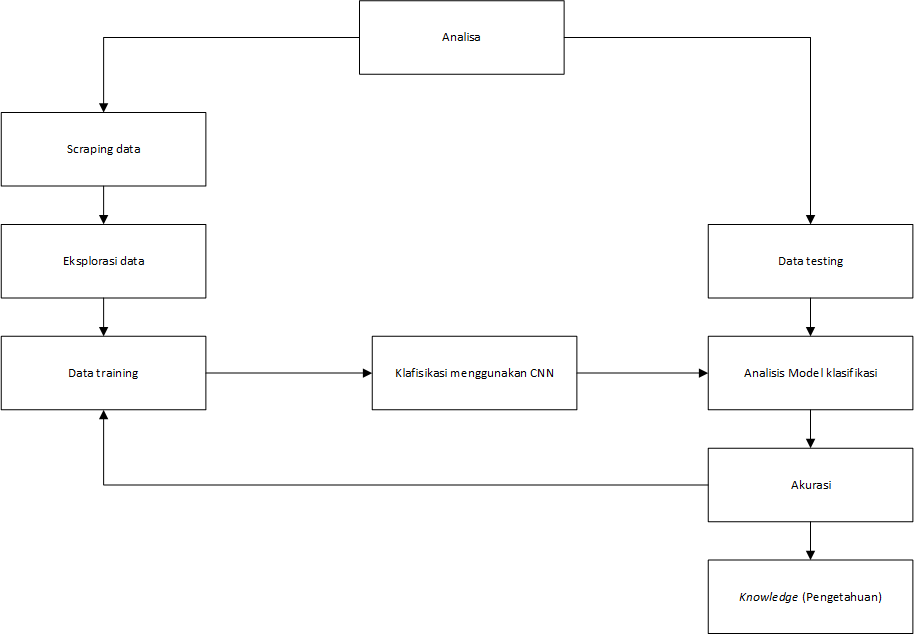 Analisa
Scraping data
Eksplorasi data
Data testing
Data training
Klafisikasi menggunakan CNN
Analisis Model klasifikasi
Akurasi
Knowledge (Pengetahuan)